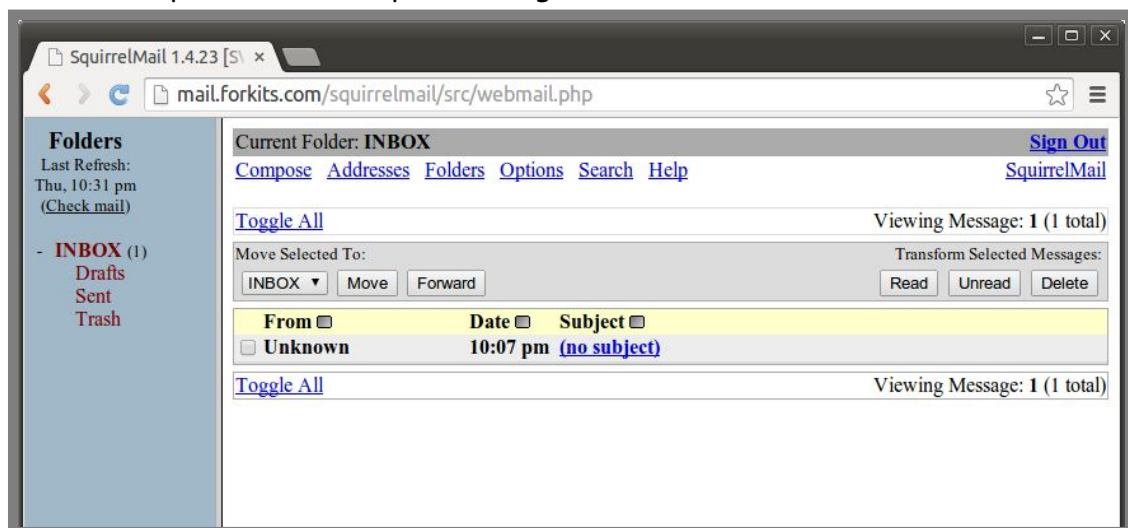 SquirrelMail 1.4.23 [S\ ×
mail.forkits.com/squirrelmail/src/webmail.php
Folders
Last Refresh:
Thu, 10:31 pm
(Check mail)
- INBOX (1)
Drafts
Sent
Trash
Current Folder: INBOX Sign Out
Compose Addresses Folders Options Search Help SquirrelMail
Toggle All Viewing Message: 1 (1 total)
Move Selected To: Transform Selected Messages:
INBOX ▼ Move Forward Read Unread Delete
From Date Subject
Unknown 10:07 pm (no subject)
Toggle All Viewing Message: 1 (1 total)